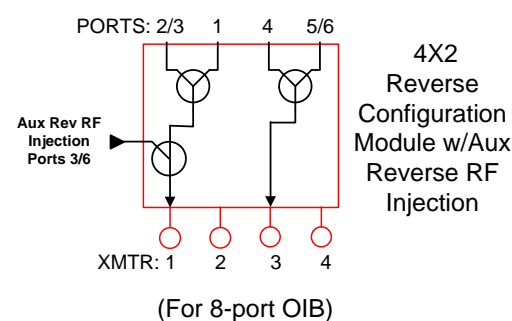 PORTS: 2/3 1 4 5/6
4X2
Reverse
Configuration
Module w/Aux
Reverse RF
Injection
Aux Rev RF
Injection
Ports 3/6
XMTR: 1 2 3 4
(For 8-port OIB)